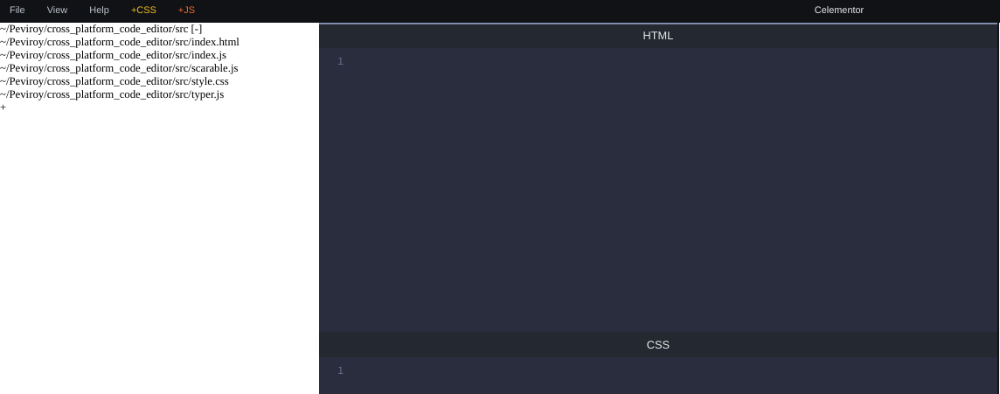 File View Help +CSS +JS Celementor
~/Peviroy/cross_platform_code_editor/src [-]
~/Peviroy/cross_platform_code_editor/src/index.html
~/Peviroy/cross_platform_code_editor/src/index.js
~/Peviroy/cross_platform_code_editor/src/scarable.js
~/Peviroy/cross_platform_code_editor/src/style.css
~/Peviroy/cross_platform_code_editor/src/typer.js
+
HTML
1
CSS
1